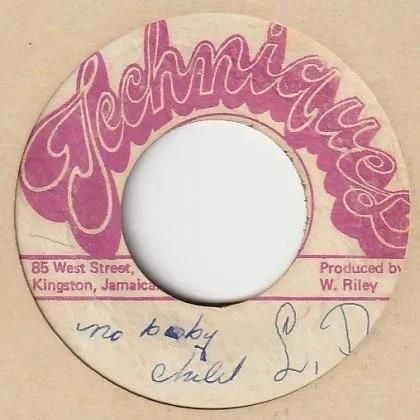 Techniques
85 West Street,
Kingston, Jamaica.
Produced by
W. Riley
no baby
child
L.D